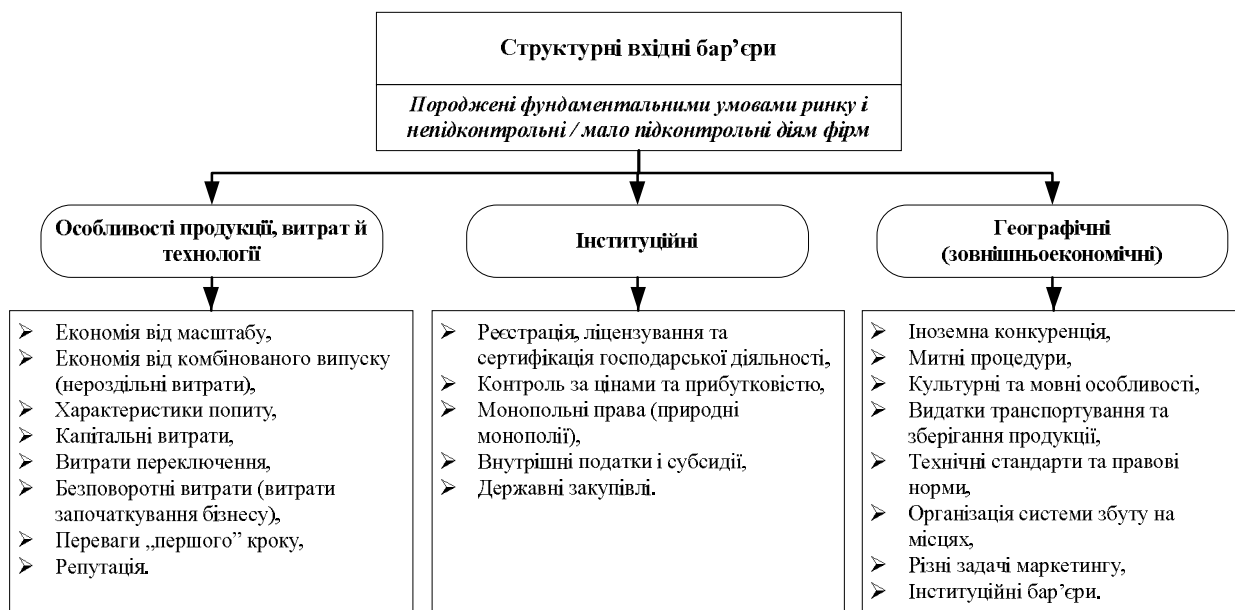 Структурні вхідні бар’єри
Породжені фундаментальними умовами ринку і
непідконтрольні / мало підконтрольні діям фірм
Особливості продукції, витрат й
технології
Інституційні
Географічні
(зовнішньоекономічні)
Економія від масштабу,
Економія від комбінованого випуску
(нероздільні витрати),
Характеристики попиту,
Капітальні витрати,
Витрати переключення,
Безповоротні витрати (витрати
започаткування бізнесу),
Переваги „першого” кроку,
Репутація.
Реєстрація, ліцензування та
сертифікація господарської діяльності,
Контроль за цінами та прибутковістю,
Монопольні права (природні
монополії),
Внутрішні податки і субсидії,
Державні закупівлі.
Іноземна конкуренція,
Митні процедури,
Культурні та мовні особливості,
Видатки транспортування та
зберігання продукції,
Технічні стандарти та правові
норми,
Організація системи збуту на
місцях,
Різні задачі маркетингу,
Інституційні бар’єри.